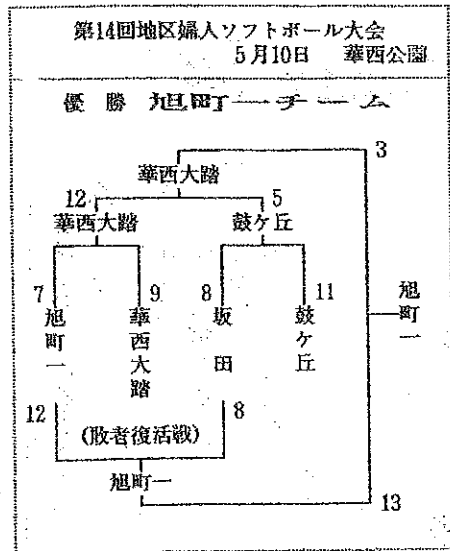 第14回地区婦人ソフトボール大会
5月10日 華西公園
優勝 旭町一チーム
3
華西大踏
12 5
華西大踏 鼓ケ丘
7 9 8 11
旭町一 華西大踏 坂田 鼓ケ丘
旭町一
12 8
(敗者復活戦)
旭町一
13